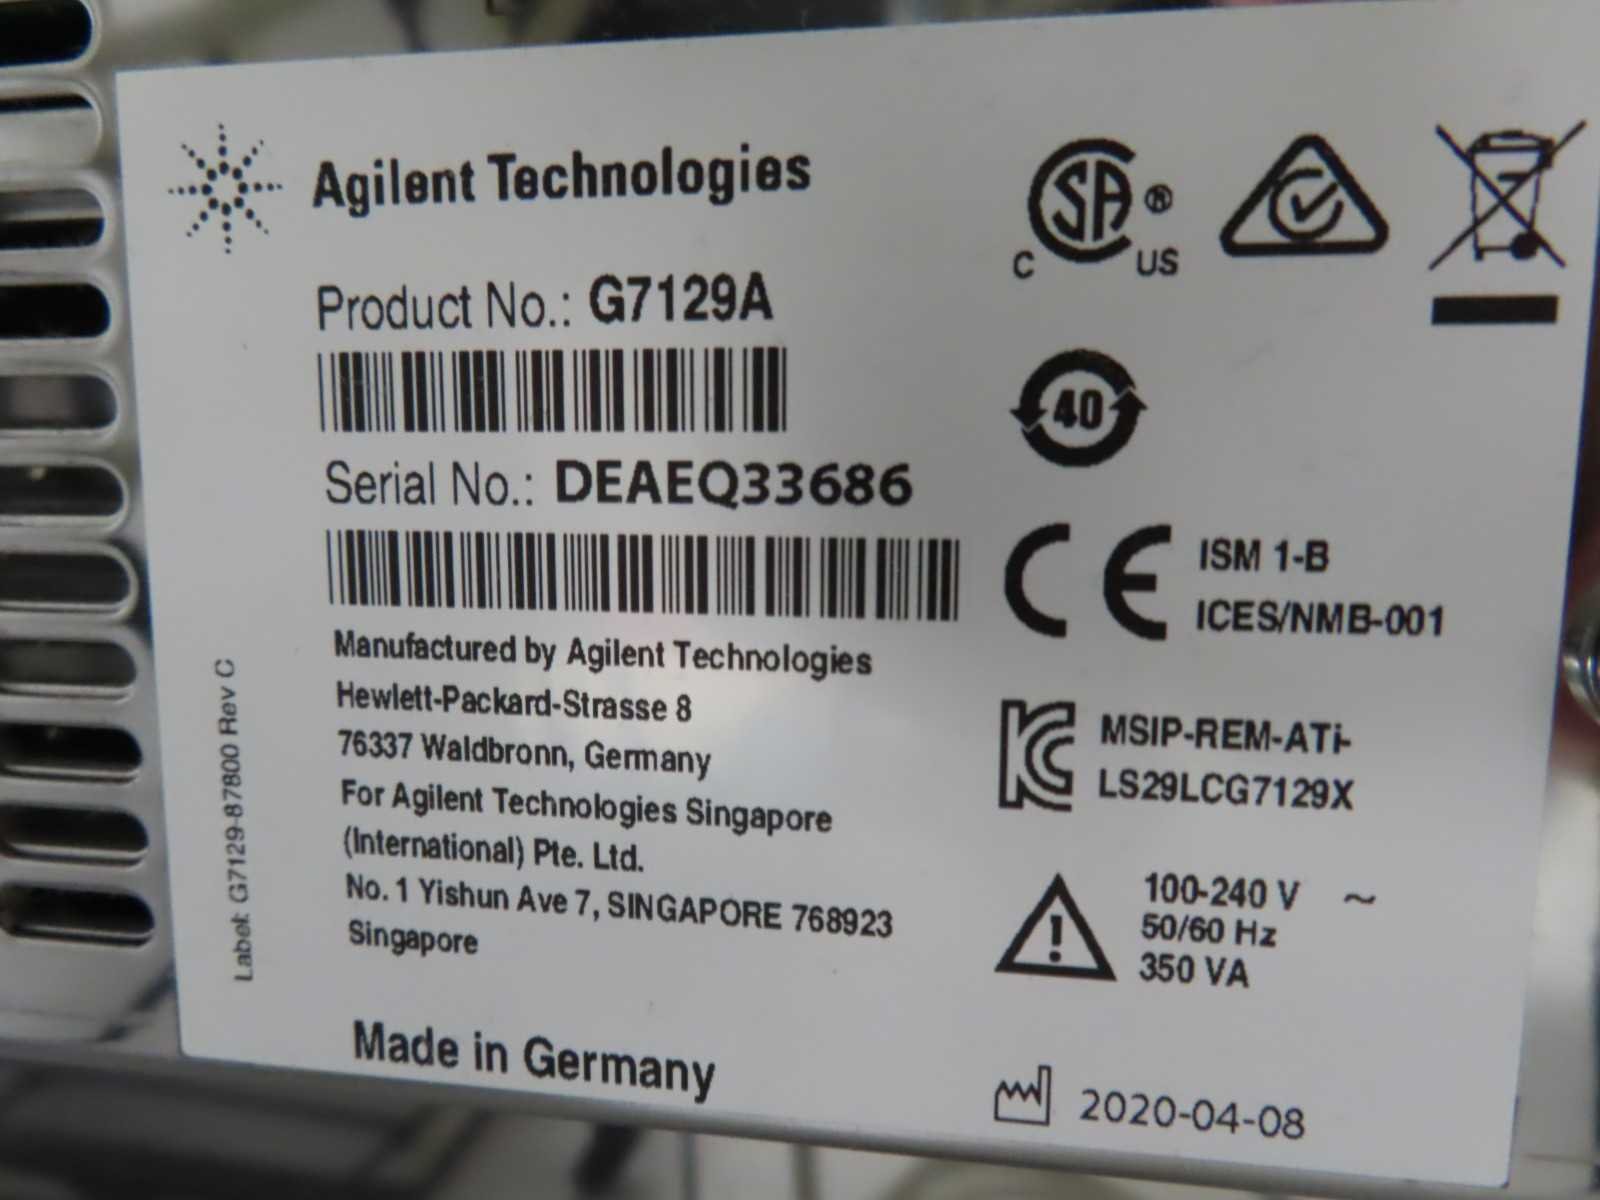 Agilent Technologies
Product No.: G7129A
Serial No.: DEAEQ33686
Manufactured by Agilent Technologies
Hewlett-Packard-Strasse 8
76337 Waldbronn, Germany
For Agilent Technologies Singapore
(International) Pte. Ltd.
No. 1 Yishun Ave 7, SINGAPORE 768923
Singapore
Made in Germany
Label: G7129-87800 Rev C
C SA ® US
40
CE
ISM 1-B
ICES/NMB-001
KC
MSIP-REM-ATi-
LS29LCG7129X
100-240 V ~
50/60 Hz
350 VA
2020-04-08